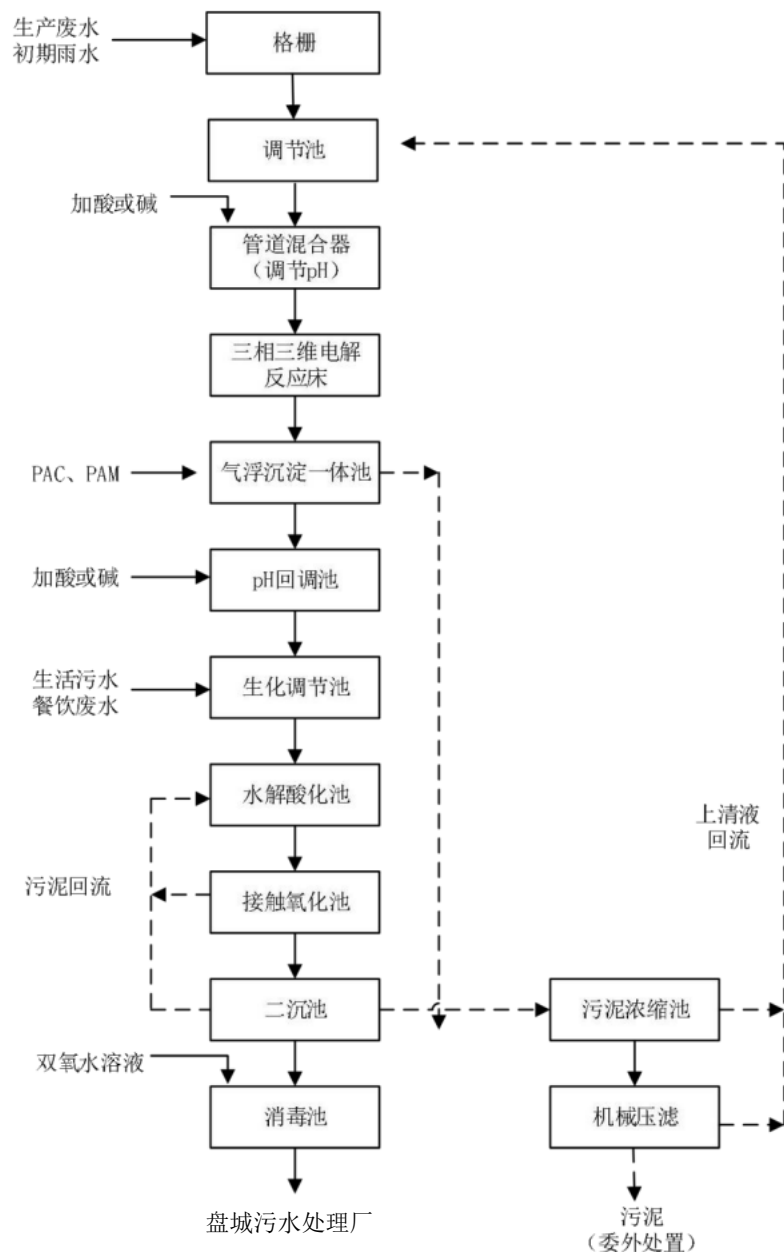 生产废水
初期雨水
格栅
调节池
加酸或碱
管道混合器
（调节pH）
三相三维电解
反应床
PAC、PAM
气浮沉淀一体池
加酸或碱
pH回调池
生活污水
餐饮废水
生化调节池
水解酸化池
上清液
回流
污泥回流
接触氧化池
二沉池
污泥浓缩池
双氧水溶液
消毒池
机械压滤
盘城污水处理厂
污泥
（委外处置）